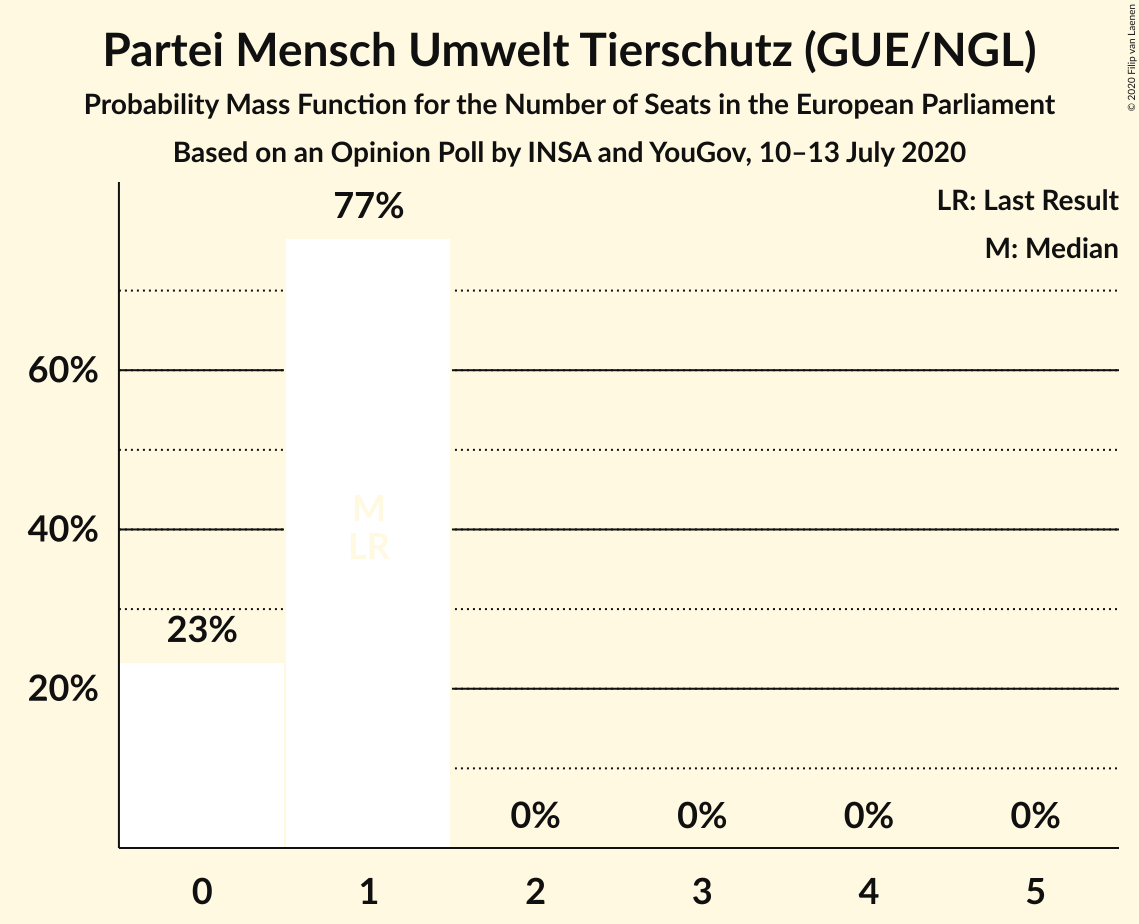 Partei Mensch Umwelt Tierschutz (GUE/NGL)
Probability Mass Function for the Number of Seats in the European Parliament
Based on an Opinion Poll by INSA and YouGov, 10–13 July 2020
© 2020 Filip van Laenen
LR: Last Result
M: Median
77%
60%
M
40%
LR
23%
20%
0% 0% 0% 0%
0 1 2 3 4 5